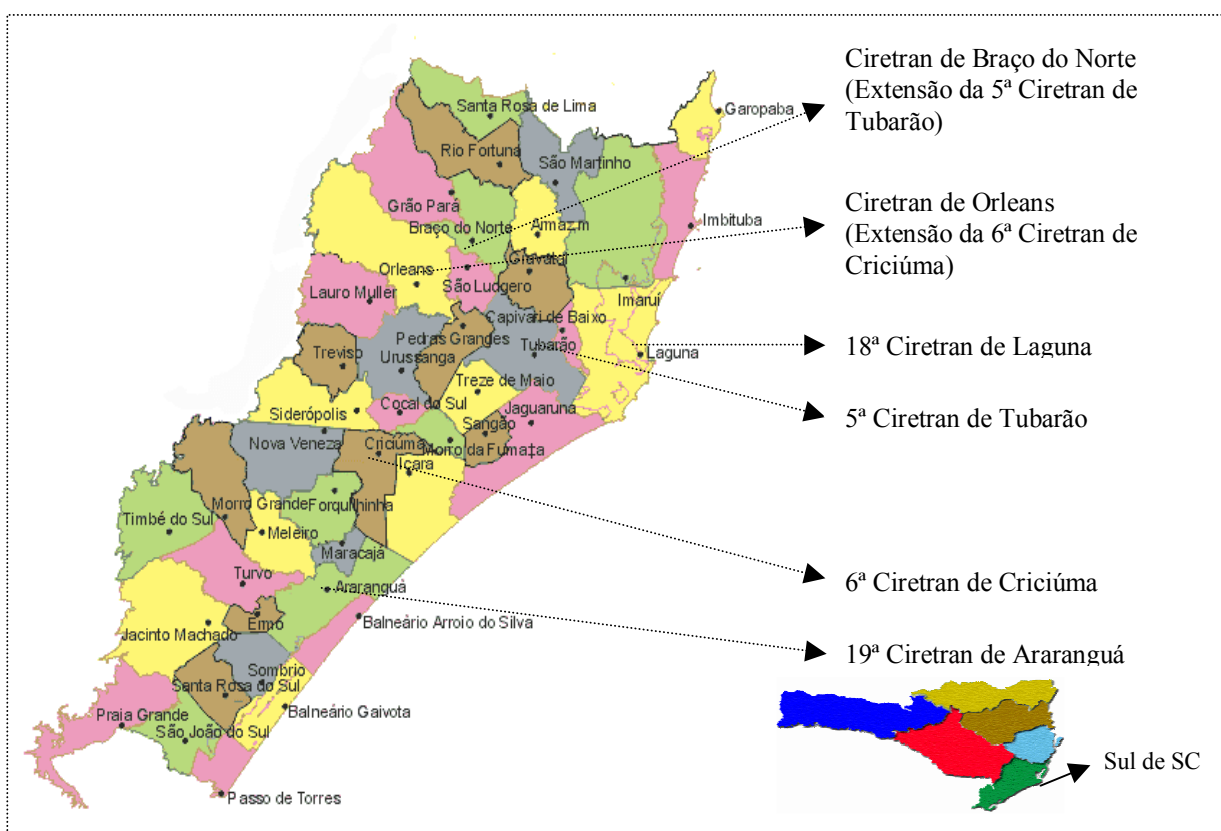 Ciretran de Braço do Norte
(Extensão da 5ª Ciretran de
Tubarão)
Ciretran de Orleans
(Extensão da 6ª Ciretran de
Criciúma)
18ª Ciretran de Laguna
5ª Ciretran de Tubarão
6ª Ciretran de Criciúma
19ª Ciretran de Araranguá
Sul de SC
Santa Rosa de Lima
Garopaba
Rio Fortuna
São Martinho
Grão Pará
Braço do Norte
Armaz,m
Imbituba
Orleans
Gravatal
São Ludgero
Lauro Muller
Imaruí
Capivari de Baixo
Pedras Grandes
Tubarão
Treviso
Urussanga
Laguna
Treze de Maio
Siderópolis
Cocal do Sul
Jaguaruna
Sangão
Nova Veneza
Criciúma
Morro da Fuma‡a
Içara
Morro Grande
Forquilhinha
Timbé do Sul
Meleiro
Maracajá
Turvo
Araranguá
Ermo
Balneário Arroio do Silva
Jacinto Machado
Sombrio
Santa Rosa do Sul
Balneário Gaivota
Praia Grande
São João do Sul
Passo de Torres